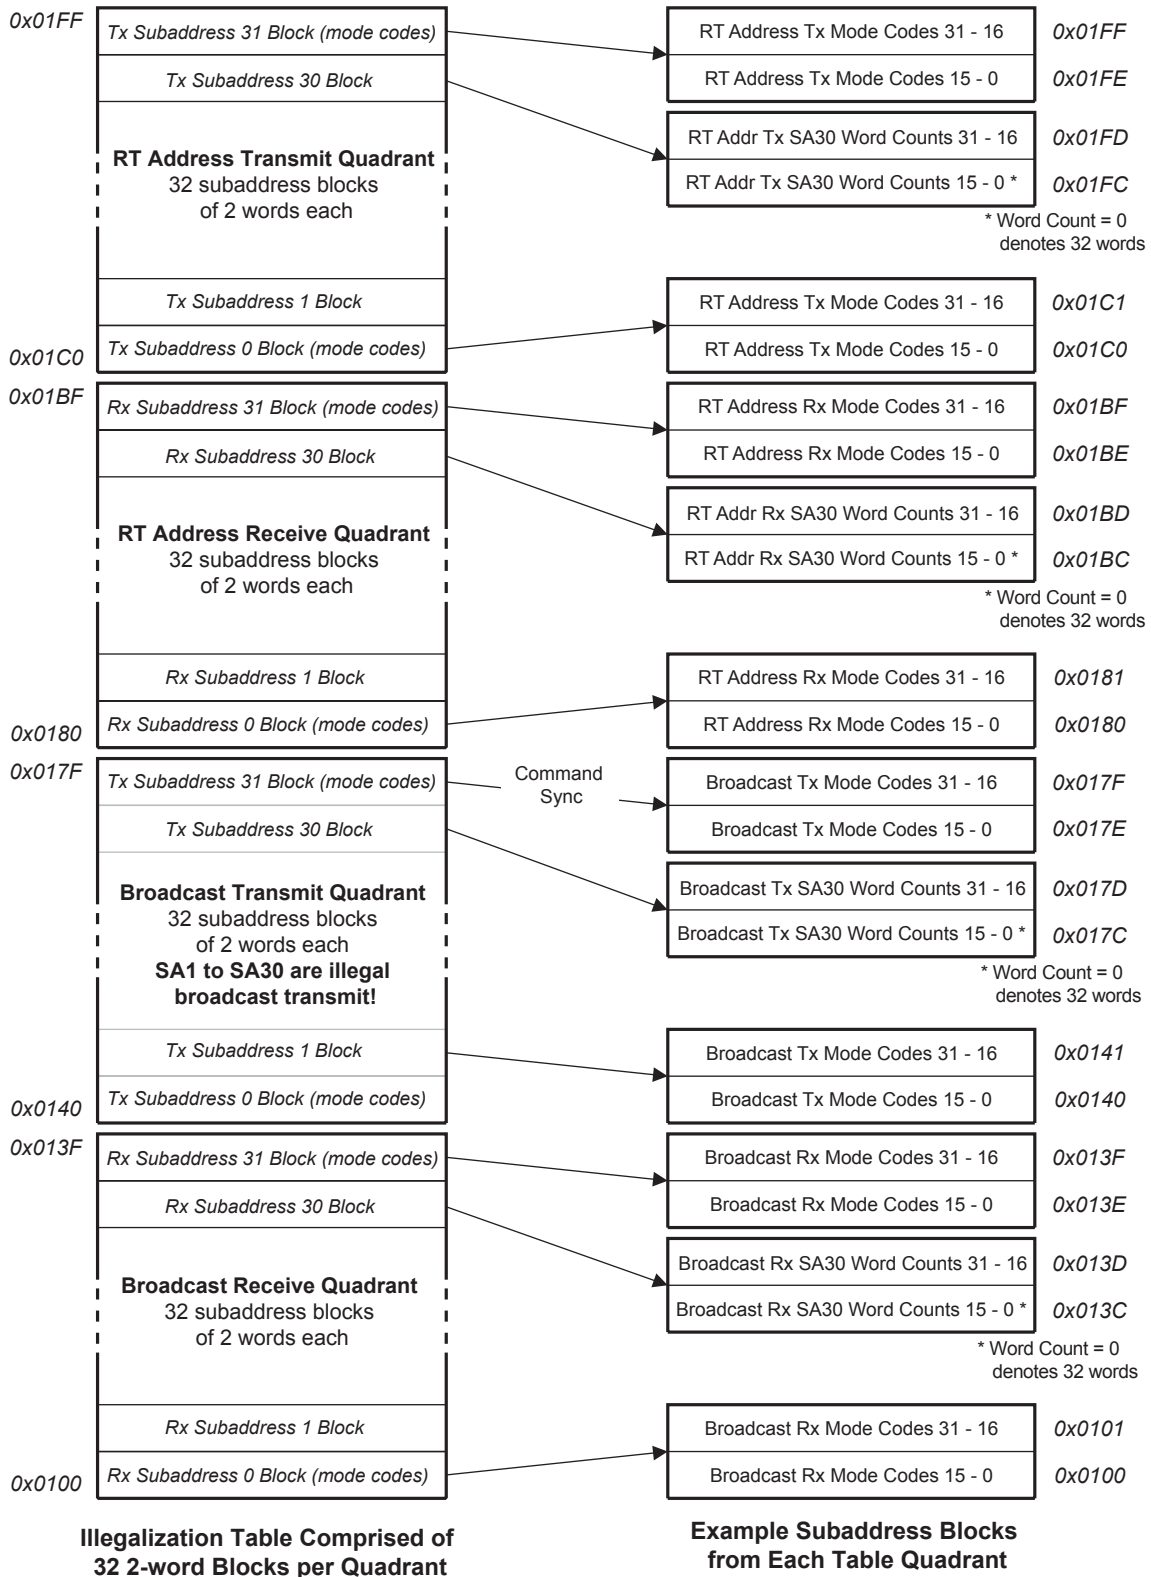 0x01FF
Tx Subaddress 31 Block (mode codes)
RT Address Tx Mode Codes 31 - 16
0x01FF
Tx Subaddress 30 Block
RT Address Tx Mode Codes 15 - 0
0x01FE
RT Address Transmit Quadrant
32 subaddress blocks
of 2 words each
RT Addr Tx SA30 Word Counts 31 - 16
0x01FD
RT Addr Tx SA30 Word Counts 15 - 0 *
0x01FC
* Word Count = 0
denotes 32 words
Tx Subaddress 1 Block
RT Address Tx Mode Codes 31 - 16
0x01C1
0x01C0
Tx Subaddress 0 Block (mode codes)
RT Address Tx Mode Codes 15 - 0
0x01C0
0x01BF
Rx Subaddress 31 Block (mode codes)
RT Address Rx Mode Codes 31 - 16
0x01BF
Rx Subaddress 30 Block
RT Address Rx Mode Codes 15 - 0
0x01BE
RT Address Receive Quadrant
32 subaddress blocks
of 2 words each
RT Addr Rx SA30 Word Counts 31 - 16
0x01BD
RT Addr Rx SA30 Word Counts 15 - 0 *
0x01BC
* Word Count = 0
denotes 32 words
Rx Subaddress 1 Block
RT Address Rx Mode Codes 31 - 16
0x0181
0x0180
Rx Subaddress 0 Block (mode codes)
RT Address Rx Mode Codes 15 - 0
0x0180
0x017F
Tx Subaddress 31 Block (mode codes)
Command
Sync
Broadcast Tx Mode Codes 31 - 16
0x017F
Tx Subaddress 30 Block
Broadcast Tx Mode Codes 15 - 0
0x017E
Broadcast Transmit Quadrant
32 subaddress blocks
of 2 words each
SA1 to SA30 are illegal
broadcast transmit!
Broadcast Tx SA30 Word Counts 31 - 16
0x017D
Broadcast Tx SA30 Word Counts 15 - 0 *
0x017C
* Word Count = 0
denotes 32 words
Tx Subaddress 1 Block
Broadcast Tx Mode Codes 31 - 16
0x0141
0x0140
Tx Subaddress 0 Block (mode codes)
Broadcast Tx Mode Codes 15 - 0
0x0140
0x013F
Rx Subaddress 31 Block (mode codes)
Broadcast Rx Mode Codes 31 - 16
0x013F
Rx Subaddress 30 Block
Broadcast Rx Mode Codes 15 - 0
0x013E
Broadcast Receive Quadrant
32 subaddress blocks
of 2 words each
Broadcast Rx SA30 Word Counts 31 - 16
0x013D
Broadcast Rx SA30 Word Counts 15 - 0 *
0x013C
* Word Count = 0
denotes 32 words
Rx Subaddress 1 Block
Broadcast Rx Mode Codes 31 - 16
0x0101
0x0100
Rx Subaddress 0 Block (mode codes)
Broadcast Rx Mode Codes 15 - 0
0x0100
Illegalization Table Comprised of
32 2-word Blocks per Quadrant
Example Subaddress Blocks
from Each Table Quadrant